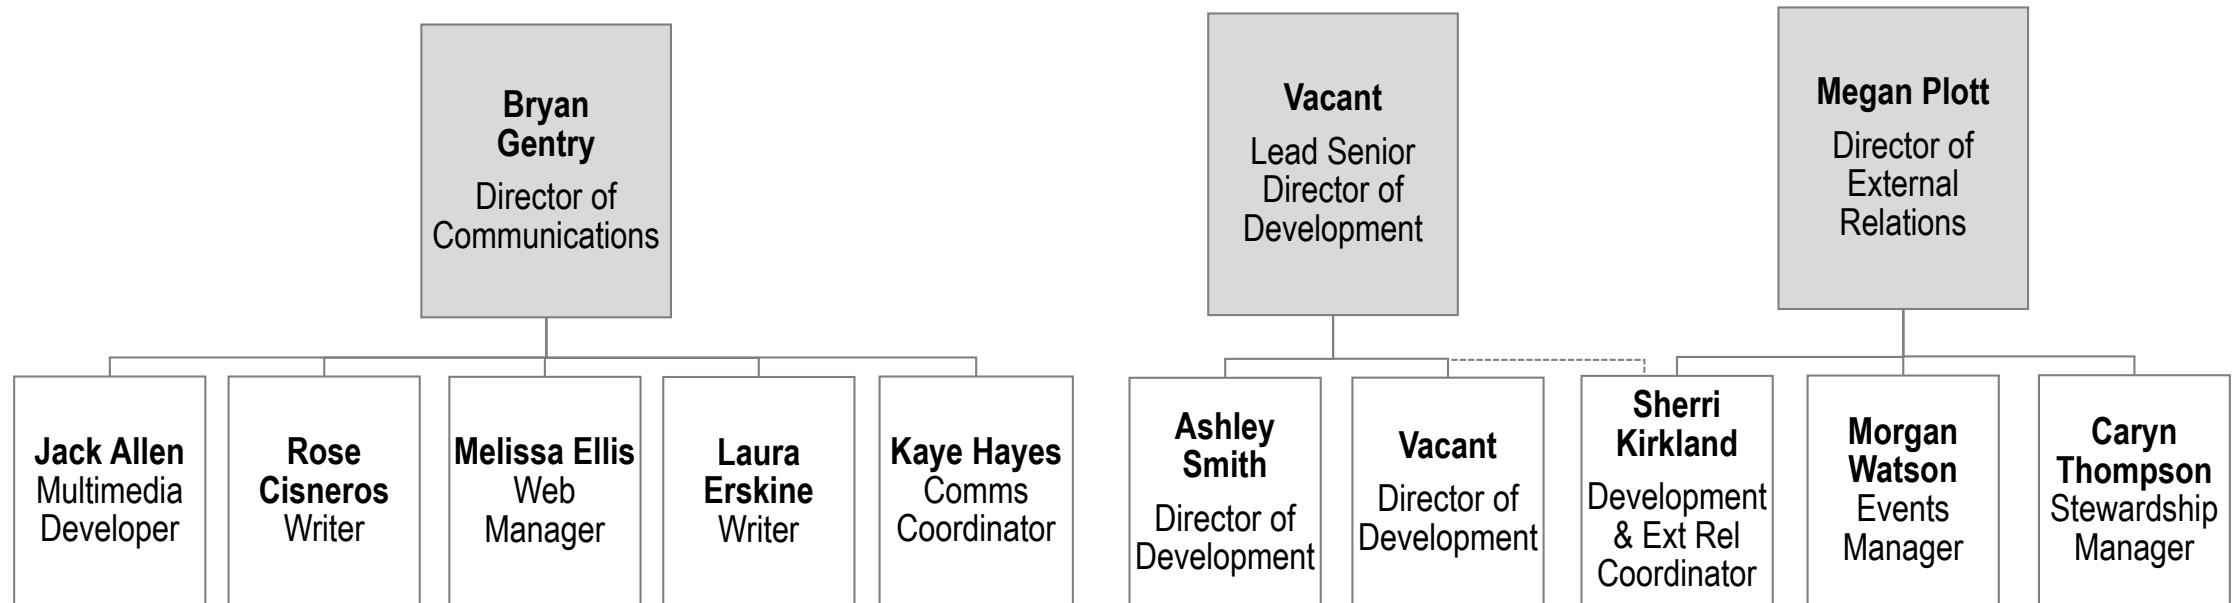 Bryan
Gentry
Director of
Communications
Vacant
Lead Senior
Director of
Development
Megan Plott
Director of
External
Relations
Jack Allen
Multimedia
Developer
Rose
Cisneros
Writer
Melissa Ellis
Web
Manager
Laura
Erskine
Writer
Kaye Hayes
Comms
Coordinator
Ashley
Smith
Director of
Development
Vacant
Director of
Development
Sherri
Kirkland
Development
& Ext Rel
Coordinator
Morgan
Watson
Events
Manager
Caryn
Thompson
Stewardship
Manager